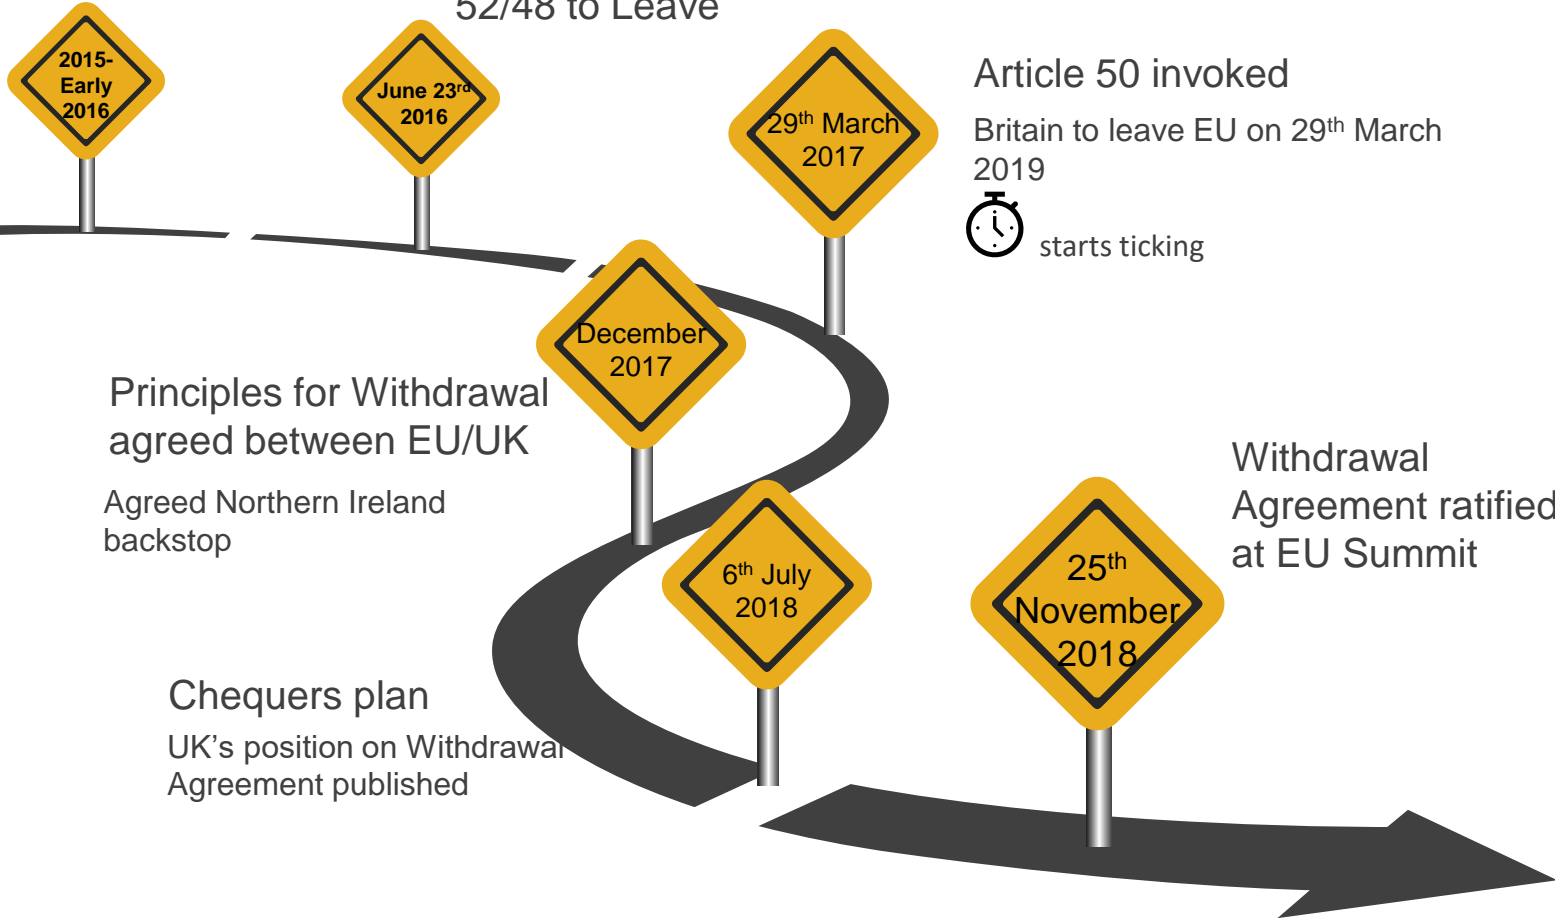 52/48 to Leave
2015-
Early
2016
June 23rd
2016
29th March
2017
Article 50 invoked
Britain to leave EU on 29th March
2019
starts ticking
December
2017
Principles for Withdrawal
agreed between EU/UK
Agreed Northern Ireland
backstop
6th July
2018
Chequers plan
UK’s position on Withdrawal
Agreement published
25th
November
2018
Withdrawal
Agreement ratified
at EU Summit